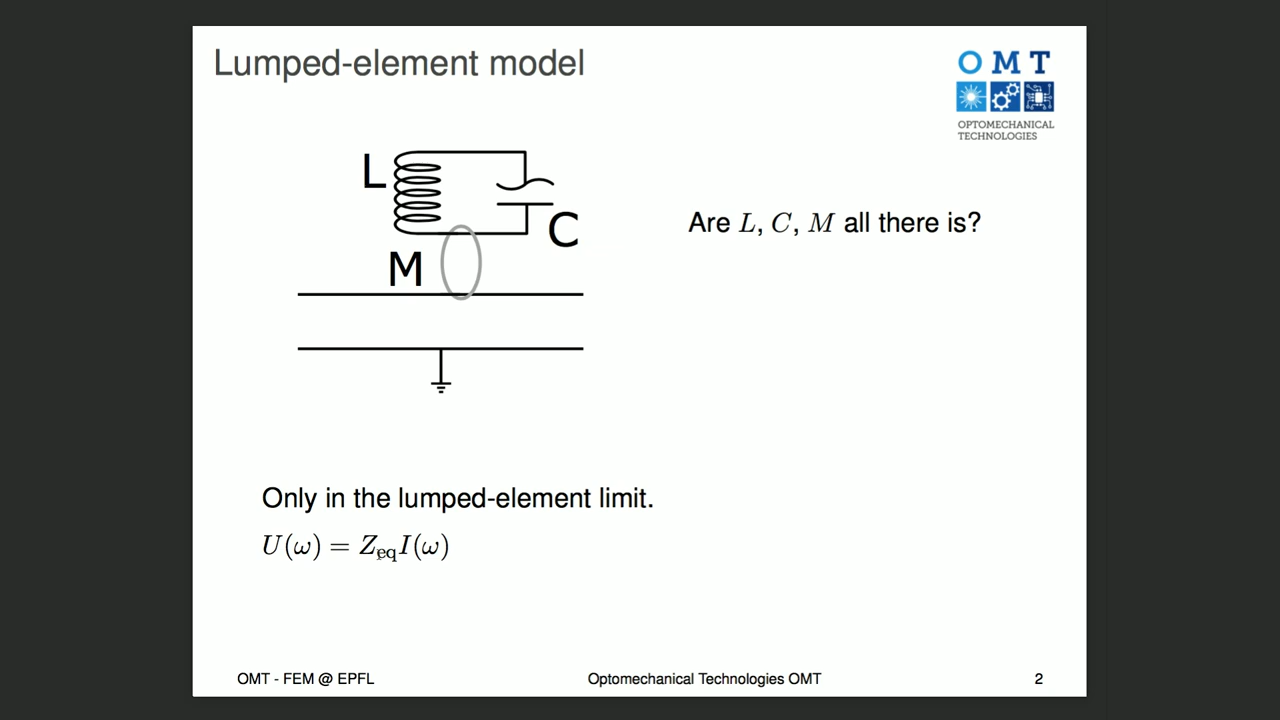 Lumped-element model
O M T
OPTOMECHANICAL
TECHNOLOGIES
L
C
M
Are L, C, M all there is?
Only in the lumped-element limit.
U(ω) = Z_eq I(ω)
OMT - FEM @ EPFL
Optomechanical Technologies OMT
2